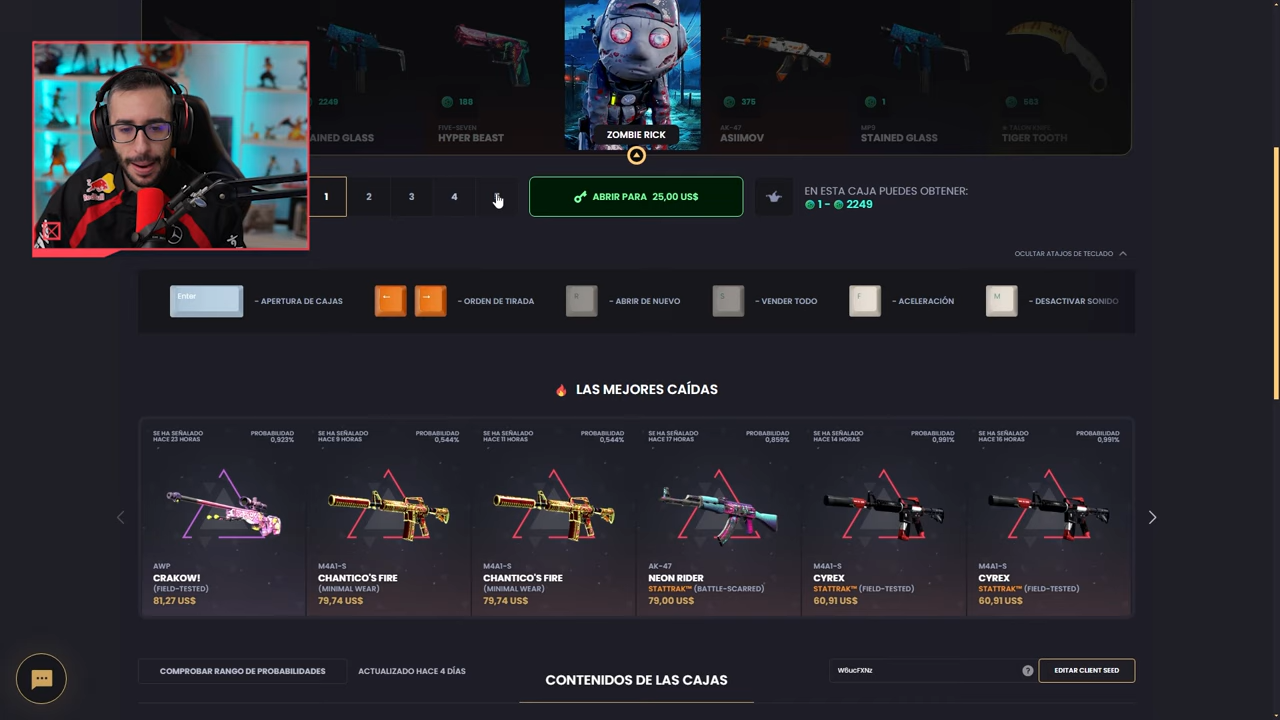 2249
AINED GLASS
188
FIVE-SEVEN
HYPER BEAST
ZOMBIE RICK
375
AK-47
ASIIMOV
1
MP9
STAINED GLASS
563
★ TALON KNIFE
TIGER TOOTH
1
2
3
4
ABRIR PARA 25,00 US$
EN ESTA CAJA PUEDES OBTENER:
1 - 2249
OCULTAR ATAJOS DE TECLADO
Enter
- APERTURA DE CAJAS
← →
- ORDEN DE TIRADA
R
- ABRIR DE NUEVO
S
- VENDER TODO
F
- ACELERACIÓN
M
- DESACTIVAR SONIDO
LAS MEJORES CAÍDAS
SE HA SEÑALADO
HACE 23 HORAS
PROBABILIDAD
0,923%
AWP
CRAKOW!
(FIELD-TESTED)
81,27 US$
SE HA SEÑALADO
HACE 9 HORAS
PROBABILIDAD
0,544%
M4A1-S
CHANTICO'S FIRE
(MINIMAL WEAR)
79,74 US$
SE HA SEÑALADO
HACE 11 HORAS
PROBABILIDAD
0,544%
M4A1-S
CHANTICO'S FIRE
(MINIMAL WEAR)
79,74 US$
SE HA SEÑALADO
HACE 17 HORAS
PROBABILIDAD
0,859%
AK-47
NEON RIDER
STATTRAK™ (BATTLE-SCARRED)
79,00 US$
SE HA SEÑALADO
HACE 14 HORAS
PROBABILIDAD
0,991%
M4A1-S
CYREX
STATTRAK™ (FIELD-TESTED)
60,91 US$
SE HA SEÑALADO
HACE 16 HORAS
PROBABILIDAD
0,991%
M4A1-S
CYREX
STATTRAK™ (FIELD-TESTED)
60,91 US$
COMPROBAR RANGO DE PROBABILIDADES
ACTUALIZADO HACE 4 DÍAS
CONTENIDOS DE LAS CAJAS
W6ucFXNz
?
EDITAR CLIENT SEED